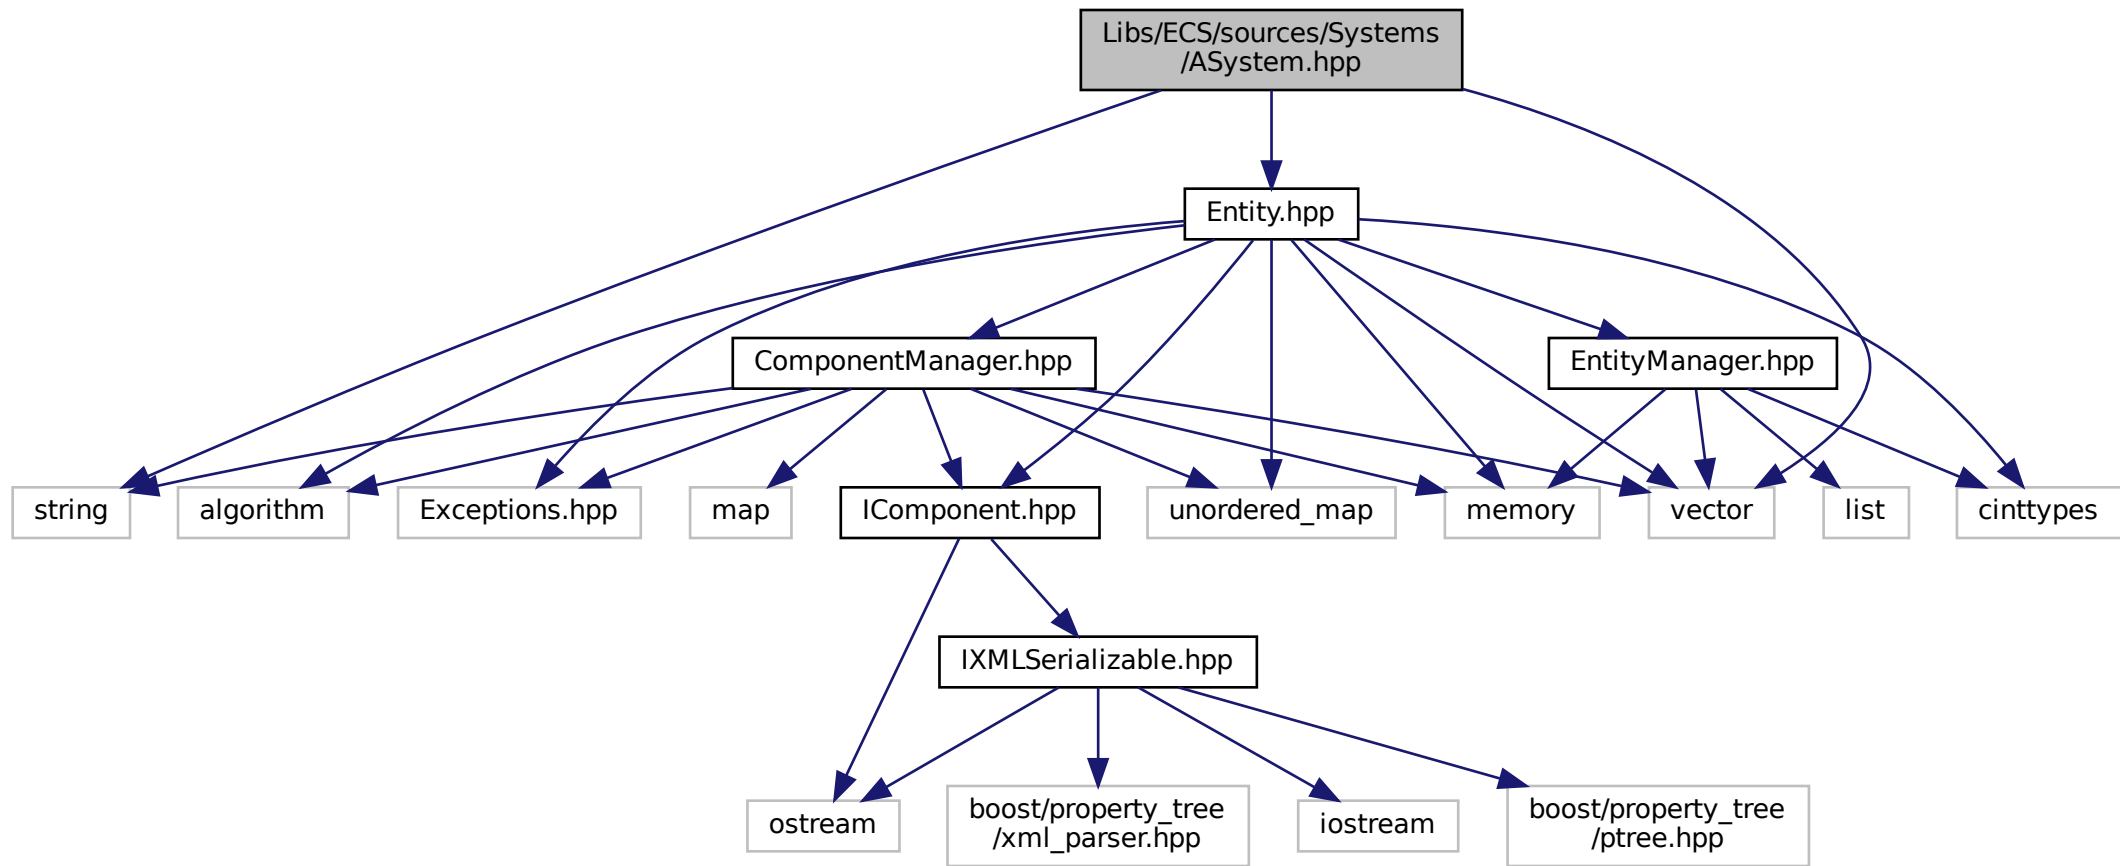 Libs/ECS/sources/Systems
/ASystem.hpp
Entity.hpp
ComponentManager.hpp
EntityManager.hpp
string
algorithm
Exceptions.hpp
map
IComponent.hpp
unordered_map
memory
vector
list
cinttypes
IXMLSerializable.hpp
ostream
boost/property_tree
/xml_parser.hpp
iostream
boost/property_tree
/ptree.hpp